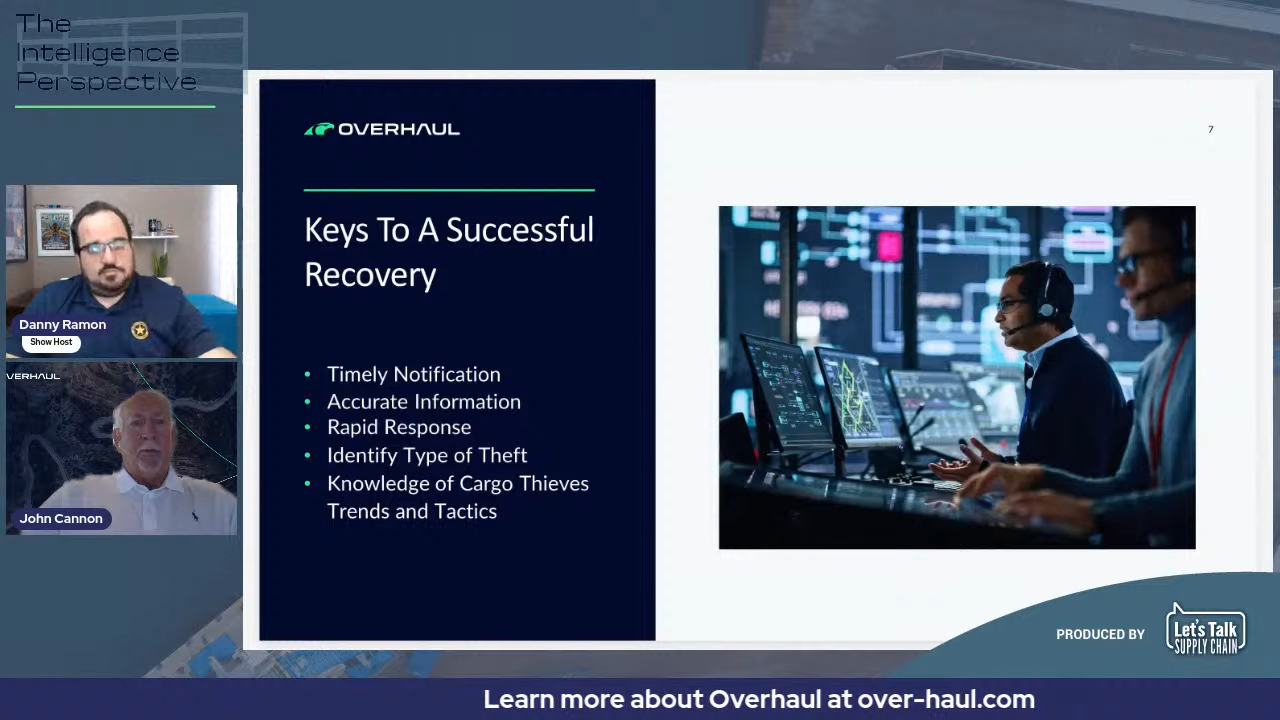 The
Intelligence
Perspective
OVERHAUL
7
Keys To A Successful
Recovery
• Timely Notification
• Accurate Information
• Rapid Response
• Identify Type of Theft
• Knowledge of Cargo Thieves
Trends and Tactics
Danny Ramon
Show Host
VERHAUL
John Cannon
PRODUCED BY
Let's Talk
SUPPLY CHAIN
Learn more about Overhaul at over-haul.com